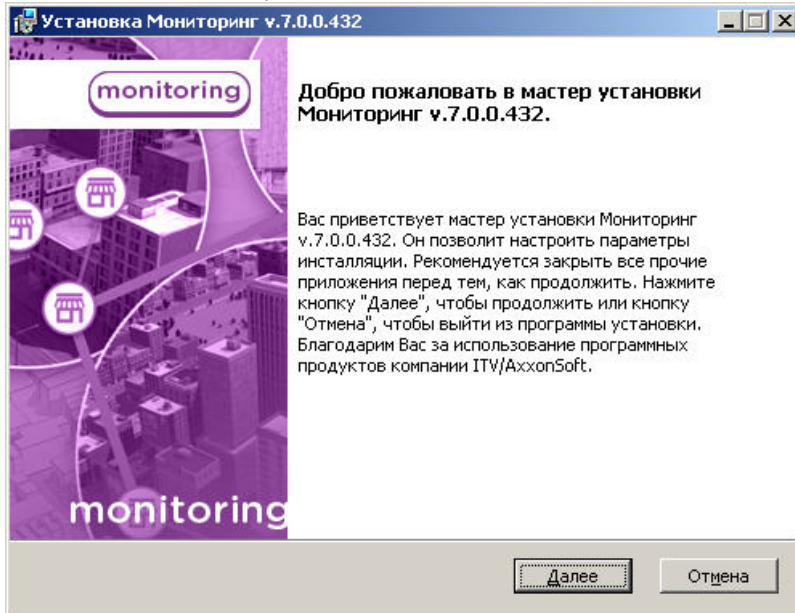 Установка Мониторинг v.7.0.0.432
monitoring
Добро пожаловать в мастер установки
Мониторинг v.7.0.0.432.
Вас приветствует мастер установки Мониторинг
v.7.0.0.432. Он позволит настроить параметры
инсталляции. Рекомендуется закрыть все прочие
приложения перед тем, как продолжить. Нажмите
кнопку "Далее", чтобы продолжить или кнопку
"Отмена", чтобы выйти из программы установки.
Благодарим Вас за использование программных
продуктов компании ITV/AxxonSoft.
monitoring
Далее
Отмена